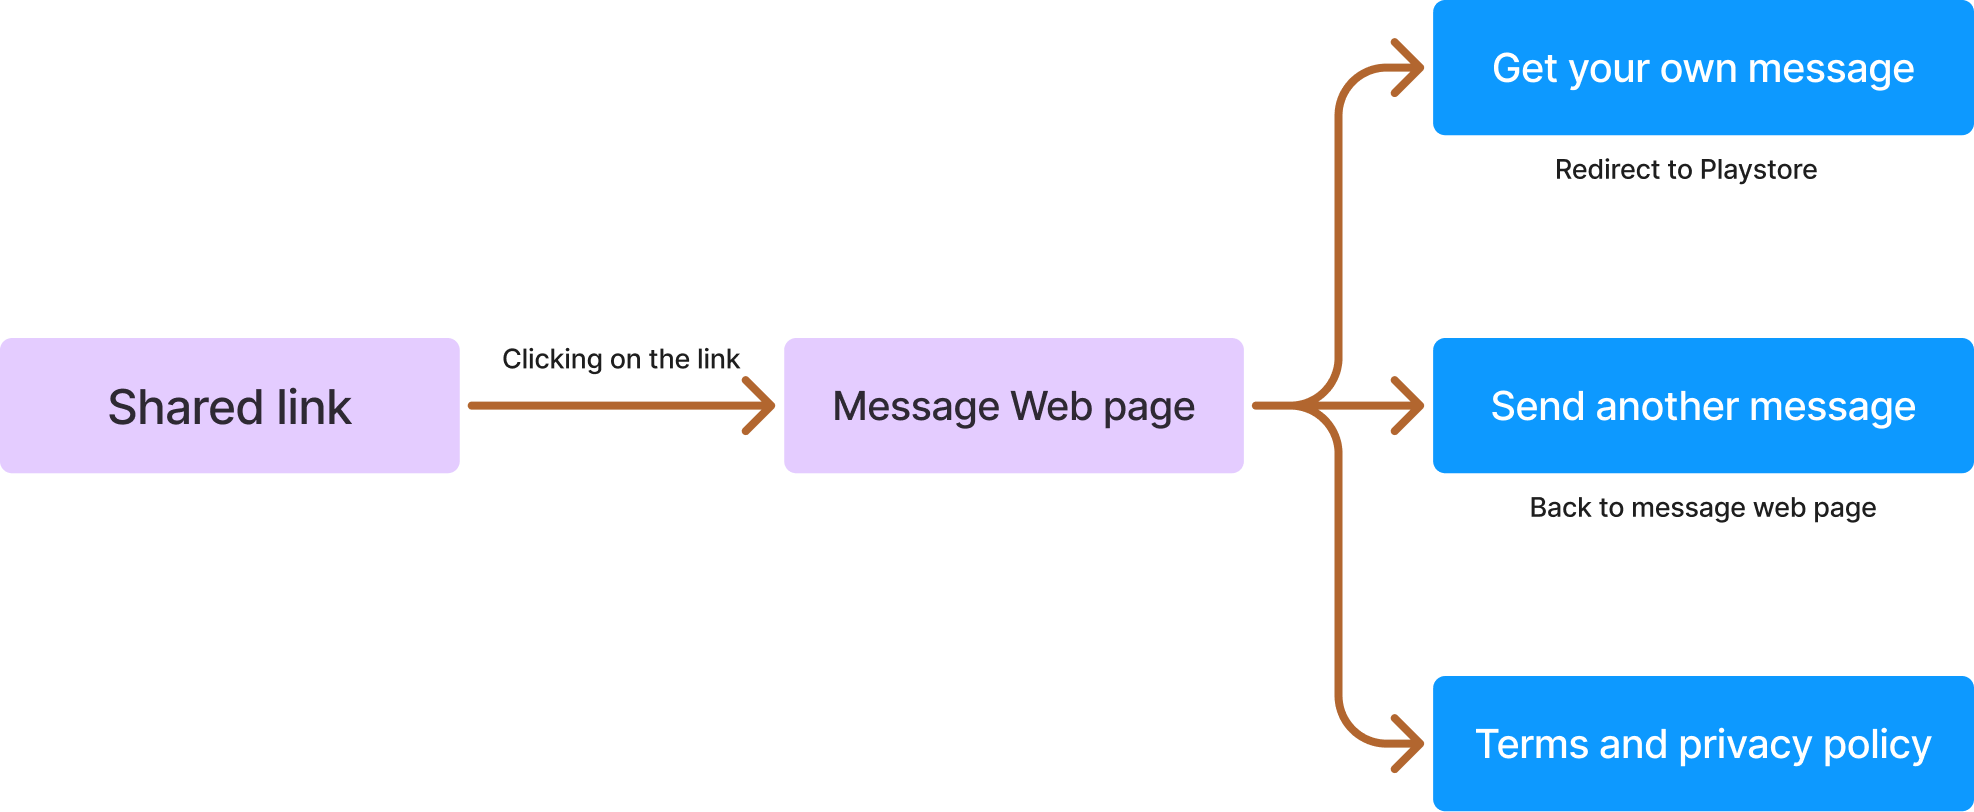 Get your own message
Redirect to Playstore
Shared link
Clicking on the link
Message Web page
Send another message
Back to message web page
Terms and privacy policy